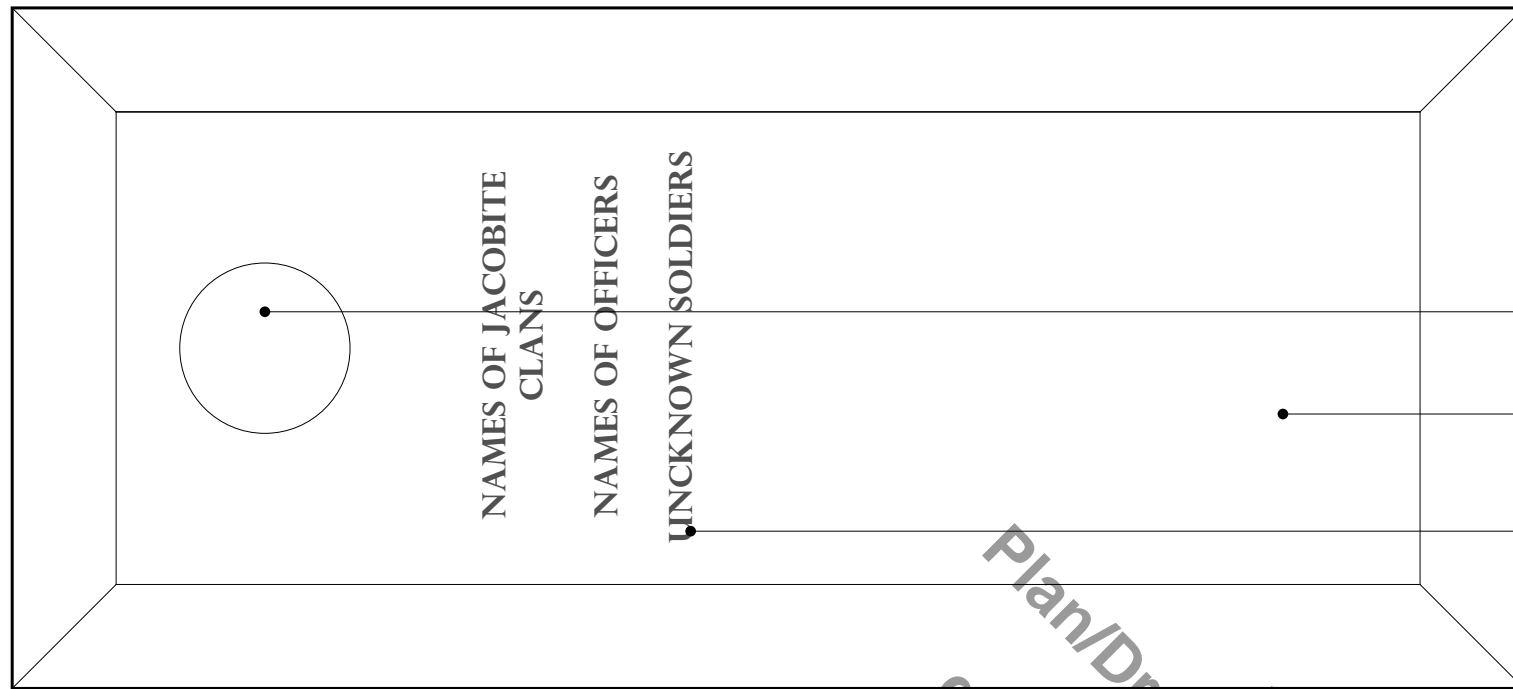 NAMES OF JACOBITE
CLANS
NAMES OF OFFICERS
UNCKNOWN SOLDIERS
Plan/Dr